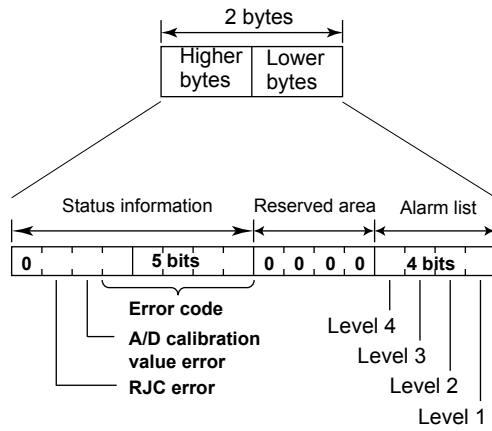 2 bytes
Higher bytes
Lower bytes
Status information
Reserved area
Alarm list
0
5 bits
0 0 0 0
4 bits
Error code
A/D calibration
value error
RJC error
Level 4
Level 3
Level 2
Level 1